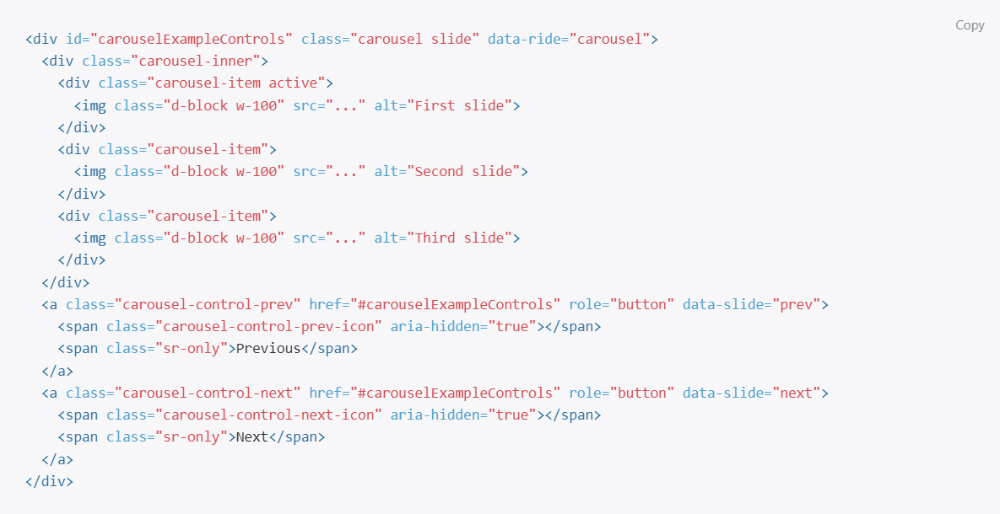 Copy
<div id="carouselExampleControls" class="carousel slide" data-ride="carousel">
  <div class="carousel-inner">
    <div class="carousel-item active">
      <img class="d-block w-100" src="..." alt="First slide">
    </div>
    <div class="carousel-item">
      <img class="d-block w-100" src="..." alt="Second slide">
    </div>
    <div class="carousel-item">
      <img class="d-block w-100" src="..." alt="Third slide">
    </div>
  </div>
  <a class="carousel-control-prev" href="#carouselExampleControls" role="button" data-slide="prev">
    <span class="carousel-control-prev-icon" aria-hidden="true"></span>
    <span class="sr-only">Previous</span>
  </a>
  <a class="carousel-control-next" href="#carouselExampleControls" role="button" data-slide="next">
    <span class="carousel-control-next-icon" aria-hidden="true"></span>
    <span class="sr-only">Next</span>
  </a>
</div>